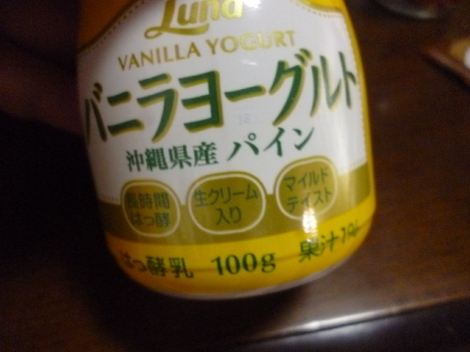 Luna
VANILLA YOGURT
バニラヨーグルト
沖縄県産 パイン
長時間
はっ酵
生クリーム
入り
マイルド
テイスト
はっ酵乳 100g 果汁1%